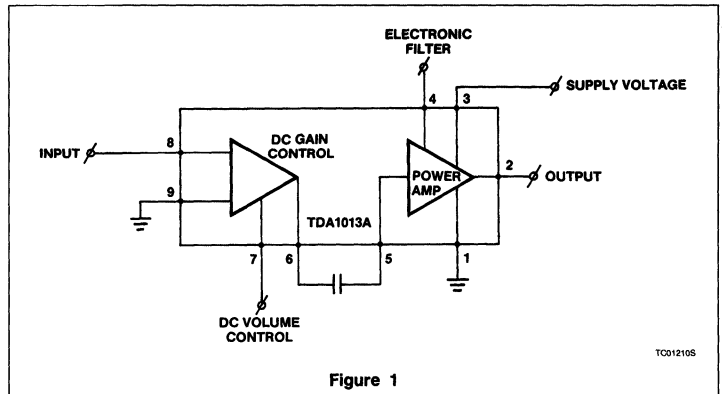 ELECTRONIC
FILTER
SUPPLY VOLTAGE
4
3
8
DC GAIN
CONTROL
INPUT
POWER
AMP
2
OUTPUT
9
TDA1013A
7
6
5
1
DC VOLUME
CONTROL
TC01210S
Figure 1